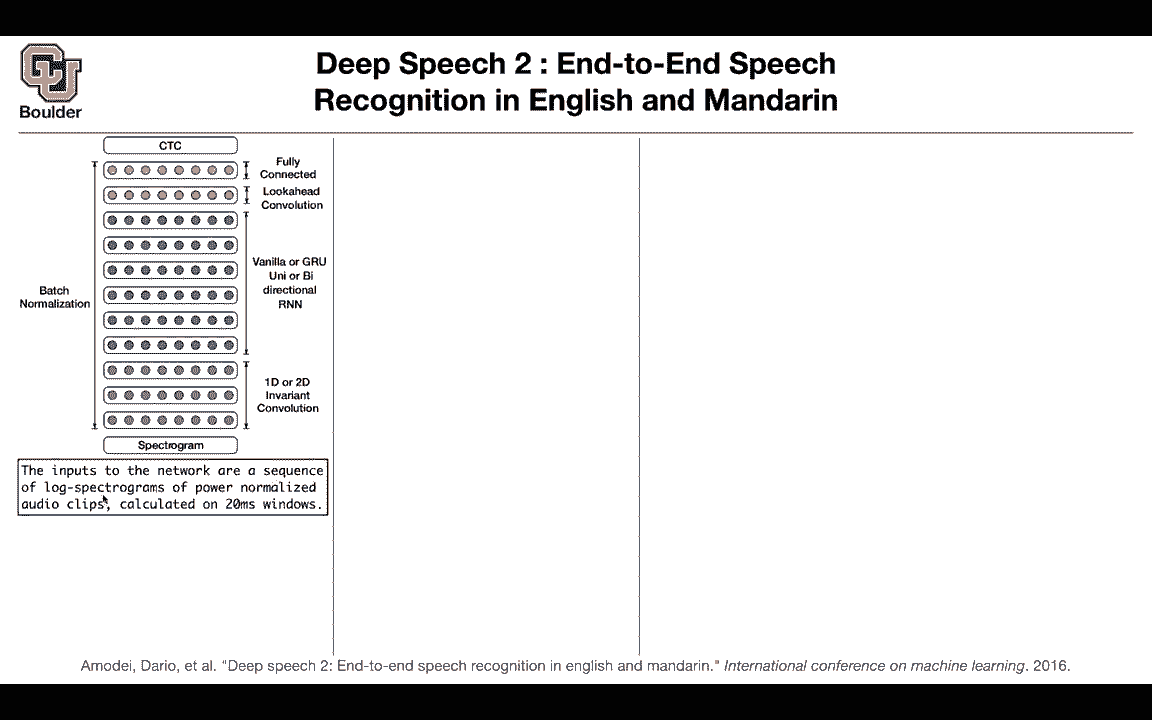 Boulder
Deep Speech 2 : End-to-End Speech
Recognition in English and Mandarin
CTC
Fully
Connected
Lookahead
Convolution
Vanilla or GRU
Uni or Bi
directional
RNN
Batch
Normalization
1D or 2D
Invariant
Convolution
Spectrogram
The inputs to the network are a sequence
of log-spectrograms of power normalized
audio clips, calculated on 20ms windows.
Amodei, Dario, et al. "Deep speech 2: End-to-end speech recognition in english and mandarin." International conference on machine learning. 2016.